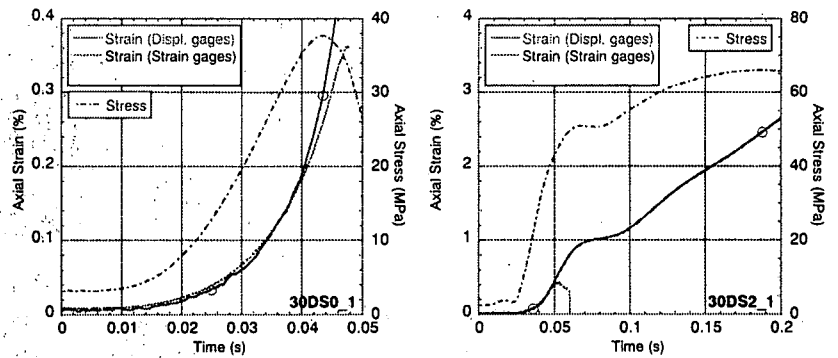 Strain (Displ. gages)
Strain (Strain gages)
Stress
Axial Strain (%)
0.4
0.3
0.2
0.1
0
40
30
20
10
0
Axial Stress (MPa)
30DS0_1
0 0.01 0.02 0.03 0.04 0.05
Time (s)
Strain (Displ. gages)
Strain (Strain gages)
Stress
Axial Strain (%)
4
3
2
1
0
80
60
40
20
0
Axial Stress (MPa)
30DS2_1
0 0.05 0.1 0.15 0.2
Time (s)